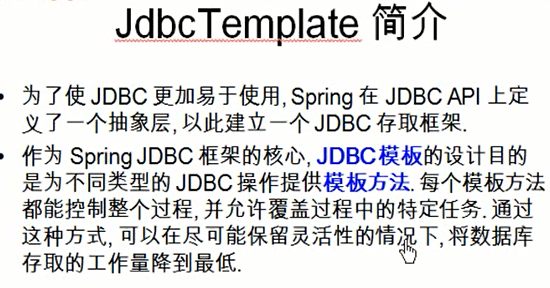 JdbcTemplate 简介
• 为了使 JDBC 更加易于使用, Spring 在 JDBC API 上定
义了一个抽象层, 以此建立一个 JDBC 存取框架.
• 作为 Spring JDBC 框架的核心, JDBC 模板的设计目的
是为不同类型的 JDBC 操作提供模板方法. 每个模板方法
都能控制整个过程, 并允许覆盖过程中的特定任务. 通过
这种方式, 可以在尽可能保留灵活性的情况下, 将数据库
存取的工作量降到最低.